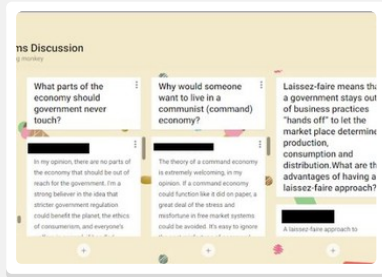 ms Discussion
g monkey
What parts of the
economy should
government never
touch?
In my opinion, there are no parts of
the economy that should be out of
reach for the government. I'm a
strong believer in the idea that
stricter government regulation
could benefit the planet, the ethics
of consumerism, and everyone's
Why would someone
want to live in a
communist (command)
economy?
The theory of a command economy
is extremely welcoming, in my
opinion. If a command economy
could function like it did on paper, a
great deal of the stress and
misfortune in free market systems
could be avoided. It's easy to ignore
Laissez-faire means tha
a government stays out
of business practices
"hands off" to let the
market place determine
production,
consumption and
distribution.What are th
advantages of having a
laissez-faire approach?
A laissez-faire approach to